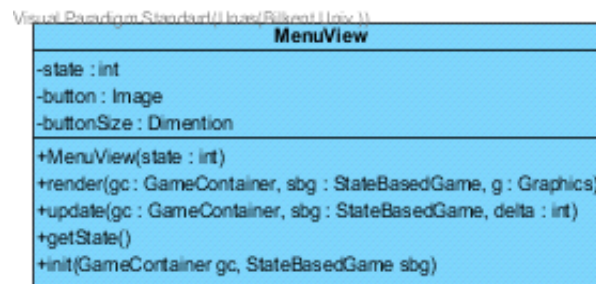 Visual Paradigm Standard(Unas(Bilkent Univ.))
MenuView
-state : int
-button : Image
-buttonSize : Dimention
+MenuView(state : int)
+render(gc : GameContainer, sbg : StateBasedGame, g : Graphics)
+update(gc : GameContainer, sbg : StateBasedGame, delta : int)
+getState()
+init(GameContainer gc, StateBasedGame sbg)